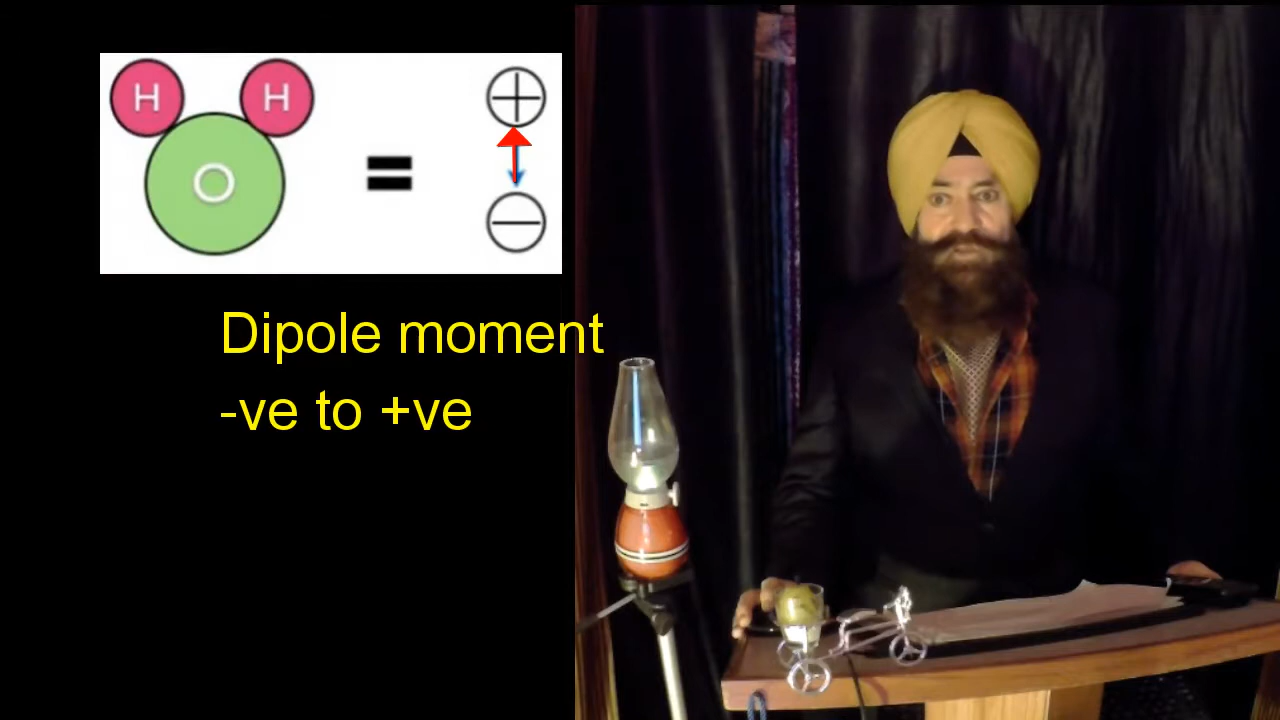 H H
O
=
+
−
Dipole moment
-ve to +ve